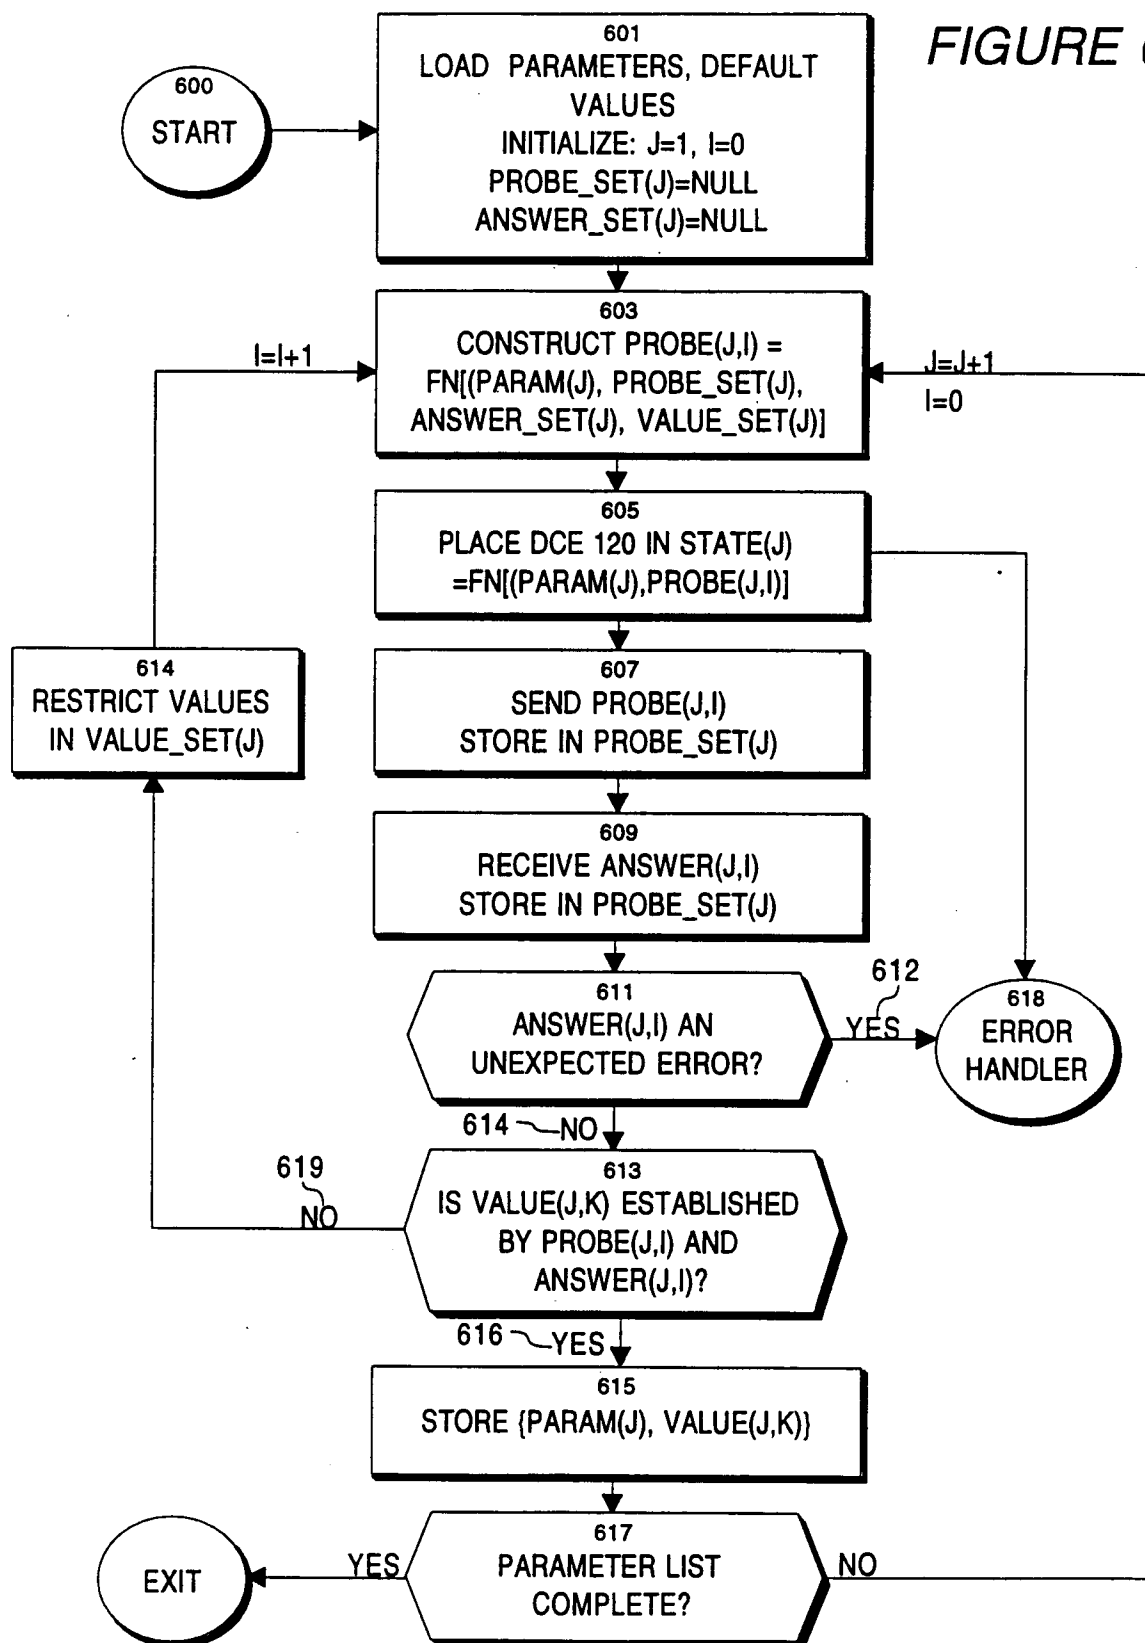 FIGURE 6
600
START
601
LOAD PARAMETERS, DEFAULT
VALUES
INITIALIZE: J=1, I=0
PROBE_SET(J)=NULL
ANSWER_SET(J)=NULL
603
CONSTRUCT PROBE(J,I) =
FN[(PARAM(J), PROBE_SET(J),
ANSWER_SET(J), VALUE_SET(J)]
I=I+1
J=J+1
I=0
605
PLACE DCE 120 IN STATE(J)
=FN[(PARAM(J),PROBE(J,I)]
614
RESTRICT VALUES
IN VALUE_SET(J)
607
SEND PROBE(J,I)
STORE IN PROBE_SET(J)
609
RECEIVE ANSWER(J,I)
STORE IN PROBE_SET(J)
611
ANSWER(J,I) AN
UNEXPECTED ERROR?
612
YES
618
ERROR
HANDLER
614 NO
613
IS VALUE(J,K) ESTABLISHED
BY PROBE(J,I) AND
ANSWER(J,I)?
619
NO
616 YES
615
STORE {PARAM(J), VALUE(J,K)}
617
PARAMETER LIST
COMPLETE?
YES
NO
EXIT